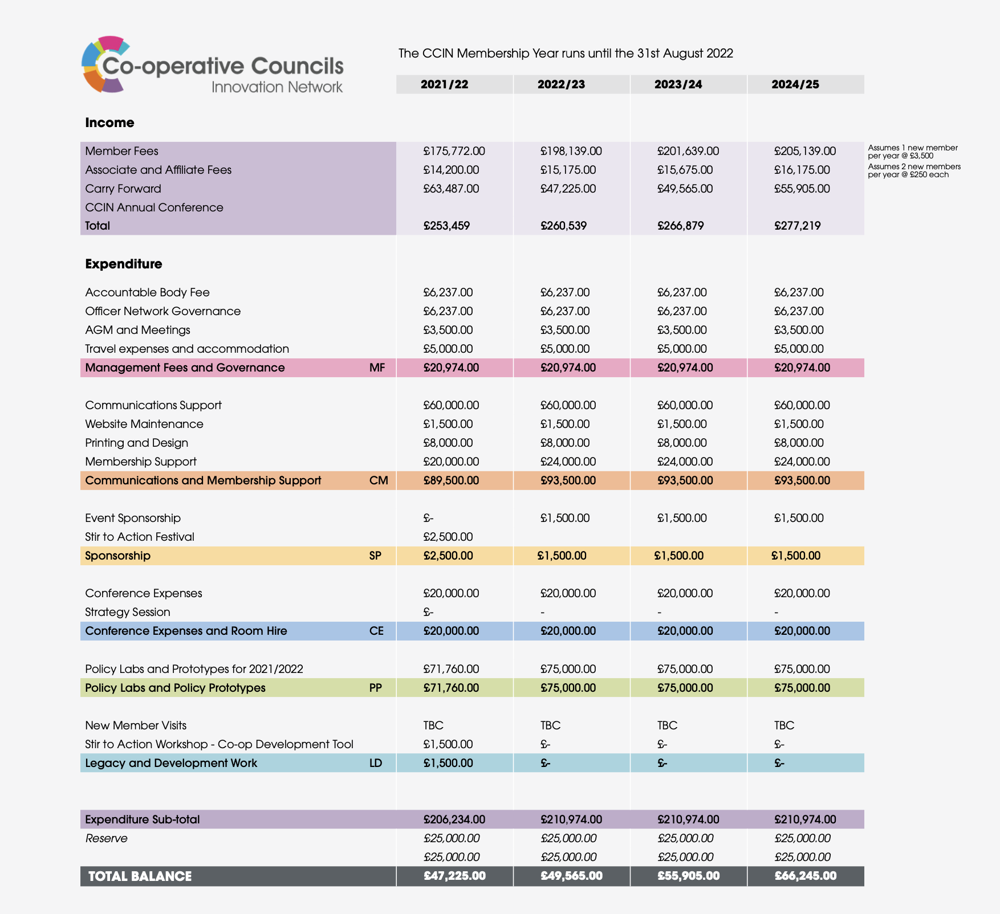 Co-operative Councils
Innovation Network
The CCIN Membership Year runs until the 31st August 2022
2021/22 2022/23 2023/24 2024/25
Income
Member Fees £175,772.00 £198,139.00 £201,639.00 £205,139.00 Assumes 1 new member
per year @ £3,500
Associate and Affiliate Fees £14,200.00 £15,175.00 £15,675.00 £16,175.00 Assumes 2 new members
per year @ £250 each
Carry Forward £63,487.00 £47,225.00 £49,565.00 £55,905.00
CCIN Annual Conference
Total £253,459 £260,539 £266,879 £277,219
Expenditure
Accountable Body Fee £6,237.00 £6,237.00 £6,237.00 £6,237.00
Officer Network Governance £6,237.00 £6,237.00 £6,237.00 £6,237.00
AGM and Meetings £3,500.00 £3,500.00 £3,500.00 £3,500.00
Travel expenses and accommodation £5,000.00 £5,000.00 £5,000.00 £5,000.00
Management Fees and Governance MF £20,974.00 £20,974.00 £20,974.00 £20,974.00
Communications Support £60,000.00 £60,000.00 £60,000.00 £60,000.00
Website Maintenance £1,500.00 £1,500.00 £1,500.00 £1,500.00
Printing and Design £8,000.00 £8,000.00 £8,000.00 £8,000.00
Membership Support £20,000.00 £24,000.00 £24,000.00 £24,000.00
Communications and Membership Support CM £89,500.00 £93,500.00 £93,500.00 £93,500.00
Event Sponsorship £- £1,500.00 £1,500.00 £1,500.00
Stir to Action Festival £2,500.00
Sponsorship SP £2,500.00 £1,500.00 £1,500.00 £1,500.00
Conference Expenses £20,000.00 £20,000.00 £20,000.00 £20,000.00
Strategy Session £- - - -
Conference Expenses and Room Hire CE £20,000.00 £20,000.00 £20,000.00 £20,000.00
Policy Labs and Prototypes for 2021/2022 £71,760.00 £75,000.00 £75,000.00 £75,000.00
Policy Labs and Policy Prototypes PP £71,760.00 £75,000.00 £75,000.00 £75,000.00
New Member Visits TBC TBC TBC TBC
Stir to Action Workshop - Co-op Development Tool £1,500.00 £- £- £-
Legacy and Development Work LD £1,500.00 £- £- £-
Expenditure Sub-total £206,234.00 £210,974.00 £210,974.00 £210,974.00
Reserve £25,000.00 £25,000.00 £25,000.00 £25,000.00
£25,000.00 £25,000.00 £25,000.00 £25,000.00
TOTAL BALANCE £47,225.00 £49,565.00 £55,905.00 £66,245.00